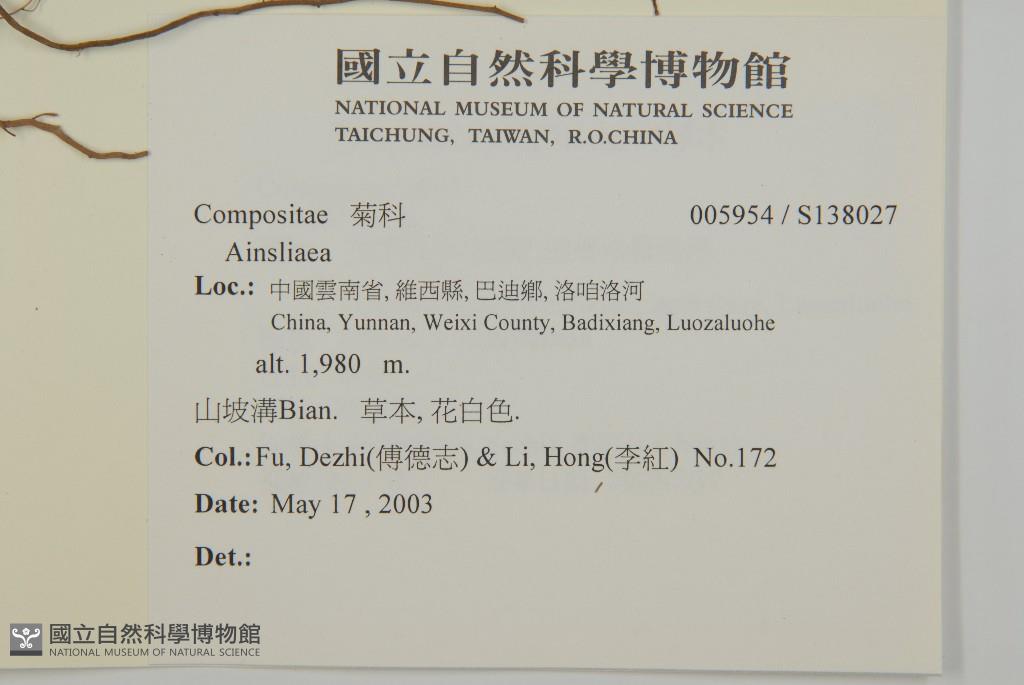 國立自然科學博物館
NATIONAL MUSEUM OF NATURAL SCIENCE
TAICHUNG, TAIWAN, R.O.CHINA
Compositae 菊科 005954 / S138027
Ainsliaea
Loc.: 中國雲南省, 維西縣, 巴迪鄉, 洛咱洛河
China, Yunnan, Weixi County, Badixiang, Luozaluohe
alt. 1,980 m.
山坡溝Bian. 草本, 花白色.
Col.: Fu, Dezhi(傅德志) & Li, Hong(李紅) No.172
Date: May 17 , 2003
Det.:
國立自然科學博物館
NATIONAL MUSEUM OF NATURAL SCIENCE